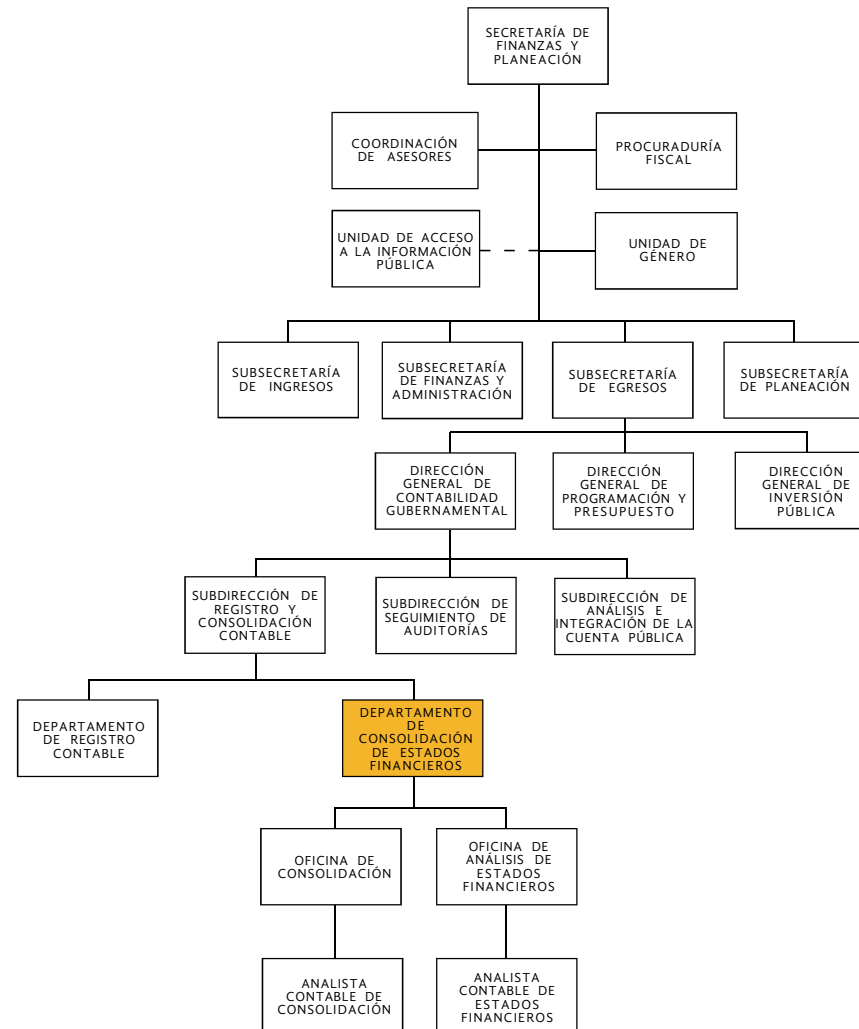 SECRETARÍA DE
FINANZAS Y
PLANEACIÓN
COORDINACIÓN
DE ASESORES
PROCURADURÍA
FISCAL
UNIDAD DE ACCESO
A LA INFORMACIÓN
PÚBLICA
UNIDAD DE
GÉNERO
SUBSECRETARÍA
DE INGRESOS
SUBSECRETARÍA
DE FINANZAS Y
ADMINISTRACIÓN
SUBSECRETARÍA
DE EGRESOS
SUBSECRETARÍA
DE PLANEACIÓN
DIRECCIÓN
GENERAL DE
CONTABILIDAD
GUBERNAMENTAL
DIRECCIÓN
GENERAL DE
PROGRAMACIÓN Y
PRESUPUESTO
DIRECCIÓN
GENERAL DE
INVERSIÓN
PÚBLICA
SUBDIRECCIÓN DE
REGISTRO Y
CONSOLIDACIÓN
CONTABLE
SUBDIRECCIÓN DE
SEGUIMIENTO DE
AUDITORÍAS
SUBDIRECCIÓN DE
ANÁLISIS E
INTEGRACIÓN DE LA
CUENTA PÚBLICA
DEPARTAMENTO
DE REGISTRO
CONTABLE
DEPARTAMENTO
DE
CONSOLIDACIÓN
DE ESTADOS
FINANCIEROS
OFICINA DE
CONSOLIDACIÓN
OFICINA DE
ANÁLISIS DE
ESTADOS
FINANCIEROS
ANALISTA
CONTABLE DE
CONSOLIDACIÓN
ANALISTA
CONTABLE DE
ESTADOS
FINANCIEROS